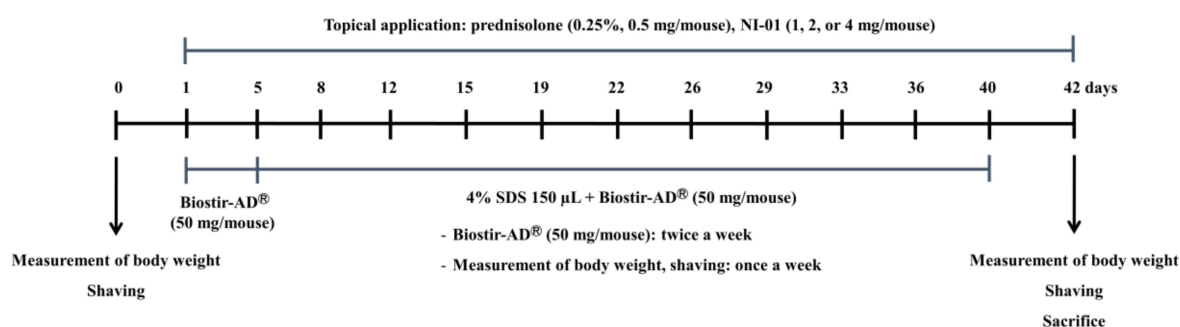 Topical application: prednisolone (0.25%, 0.5 mg/mouse), NI-01 (1, 2, or 4 mg/mouse)
0 1 5 8 12 15 19 22 26 29 33 36 40 42 days
Biostir-AD®
(50 mg/mouse)
4% SDS 150 µL + Biostir-AD® (50 mg/mouse)
- Biostir-AD® (50 mg/mouse): twice a week
- Measurement of body weight, shaving: once a week
Measurement of body weight
Shaving
Measurement of body weight
Shaving
Sacrifice